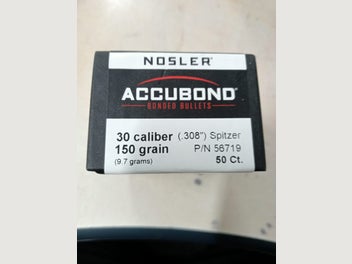 NOSLER®
ACCUBOND®
BONDED BULLETS
30 caliber (.308") Spitzer
150 grain P/N 56719
(9.7 grams) 50 Ct.